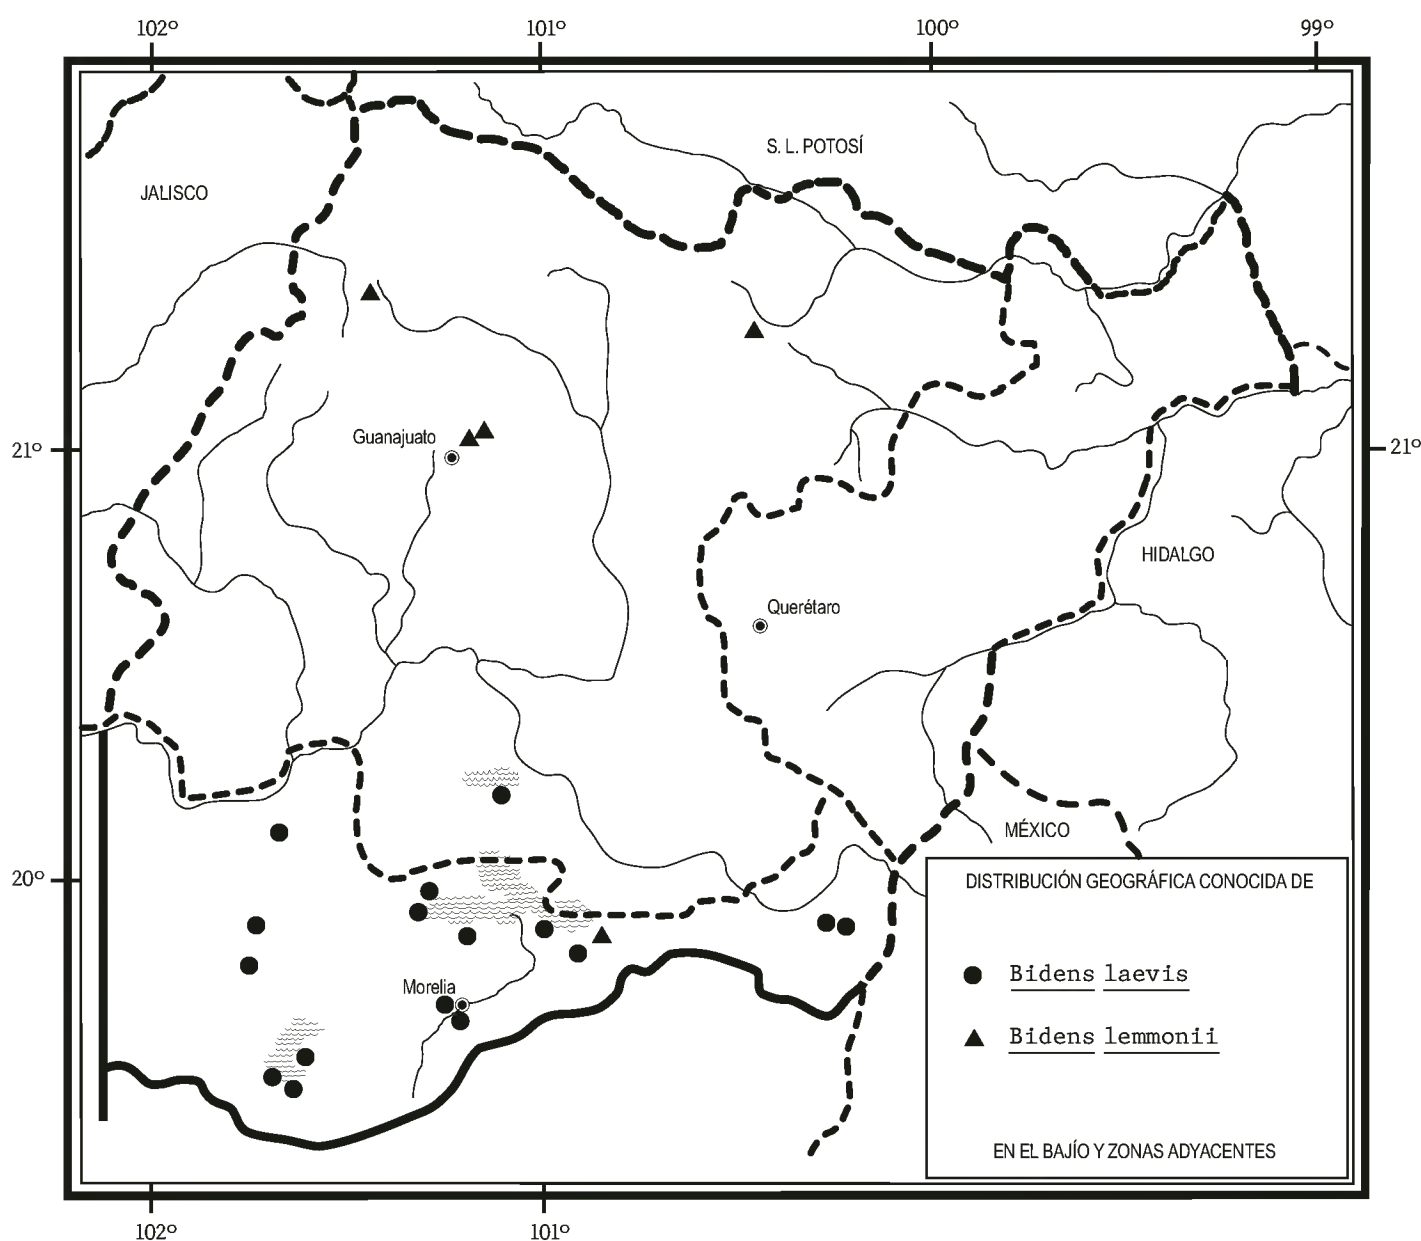 102º 101º 100º 99º
S. L. POTOSÍ
JALISCO
Guanajuato
21º 21º
HIDALGO
Querétaro
MÉXICO
20º
DISTRIBUCIÓN GEOGRÁFICA CONOCIDA DE
Bidens laevis
Morelia
Bidens lemmonii
EN EL BAJÍO Y ZONAS ADYACENTES
102º 101º